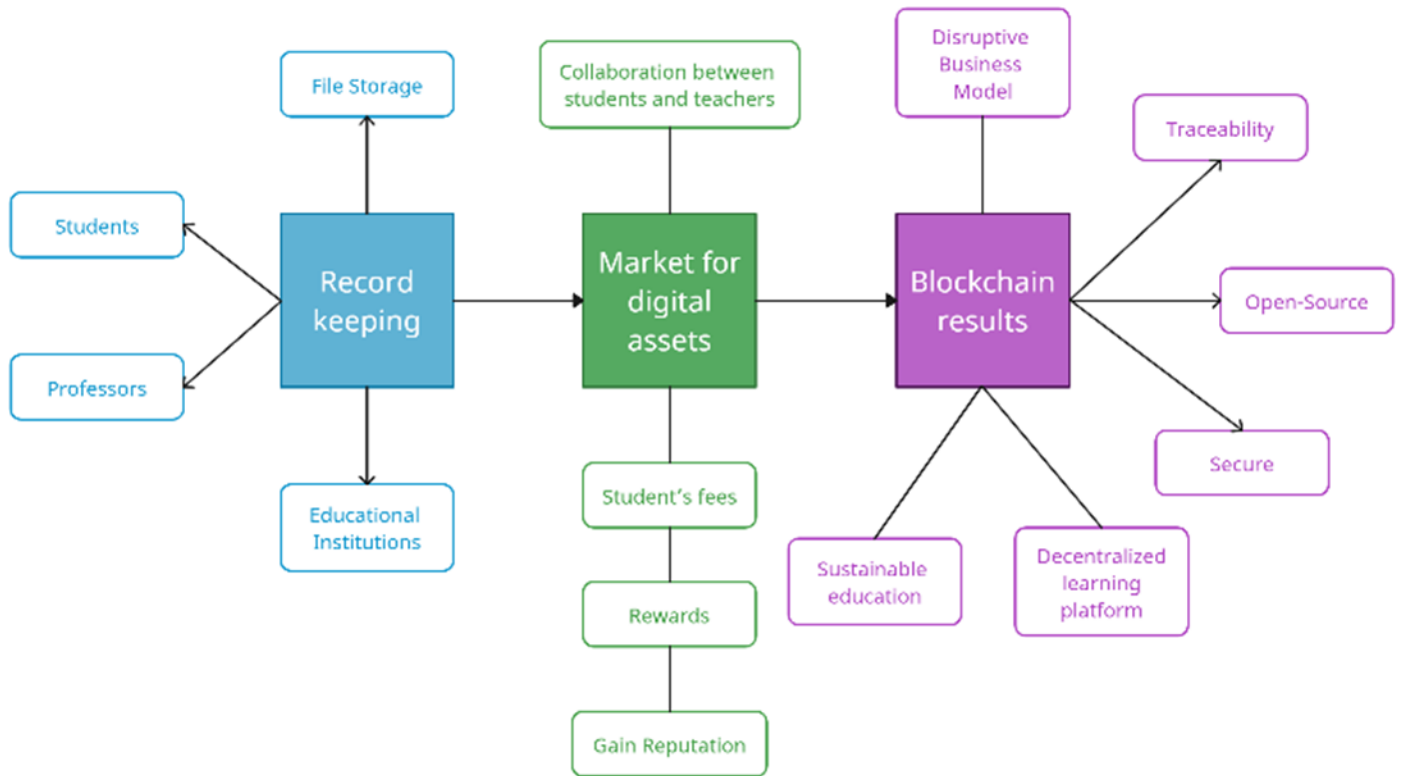 File Storage
Students
Record
keeping
Professors
Educational
Institutions
Collaboration between
students and teachers
Market for
digital
assets
Student's fees
Rewards
Gain Reputation
Disruptive
Business
Model
Traceability
Blockchain
results
Open-Source
Secure
Sustainable
education
Decentralized
learning
platform